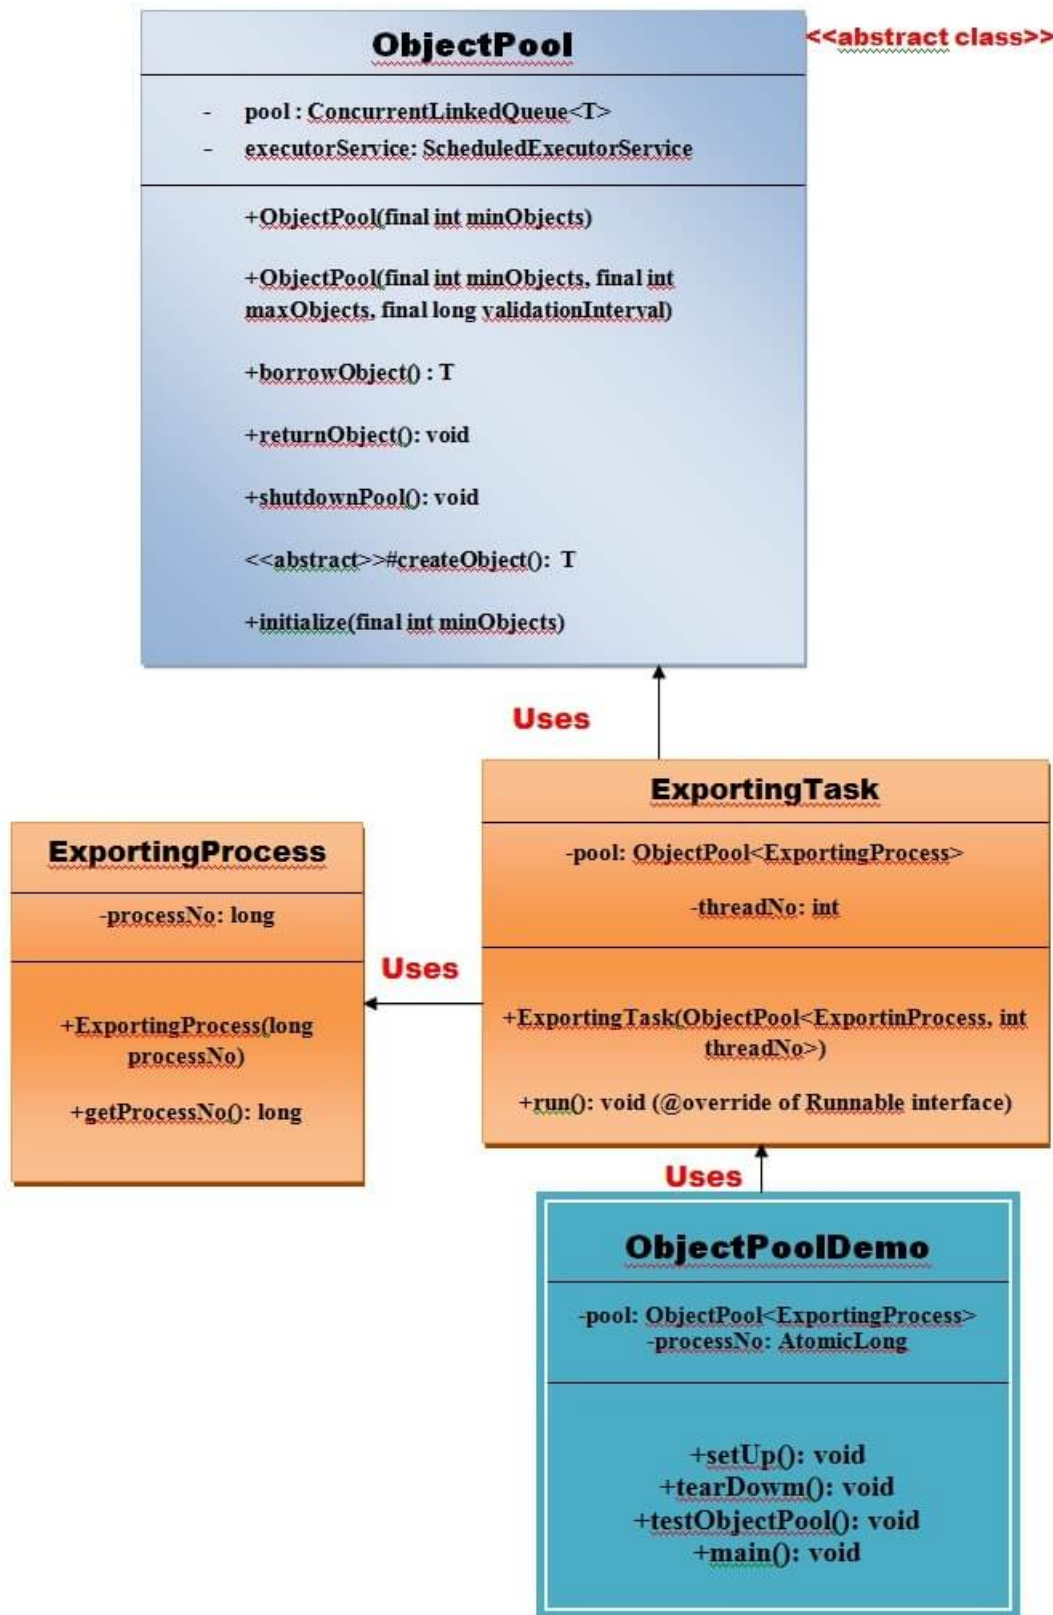 ObjectPool
<<abstract class>>
- pool : ConcurrentLinkedQueue<T>
- executorService: ScheduledExecutorService
+ObjectPool(final int minObjects)
+ObjectPool(final int minObjects, final int
maxObjects, final long validationInterval)
+borrowObject() : T
+returnObject(): void
+shutdownPool(): void
<<abstract>>#createObject(): T
+initialize(final int minObjects)
Uses
ExportingTask
-pool: ObjectPool<ExportingProcess>
-threadNo: int
+ExportingTask(ObjectPool<ExportinProcess, int
threadNo>)
+run(): void (@override of Runnable interface)
ExportingProcess
-processNo: long
+ExportingProcess(long
processNo)
+getProcessNo(): long
Uses
Uses
ObjectPoolDemo
-pool: ObjectPool<ExportingProcess>
-processNo: AtomicLong
+setUp(): void
+tearDowm(): void
+testObjectPool(): void
+main(): void